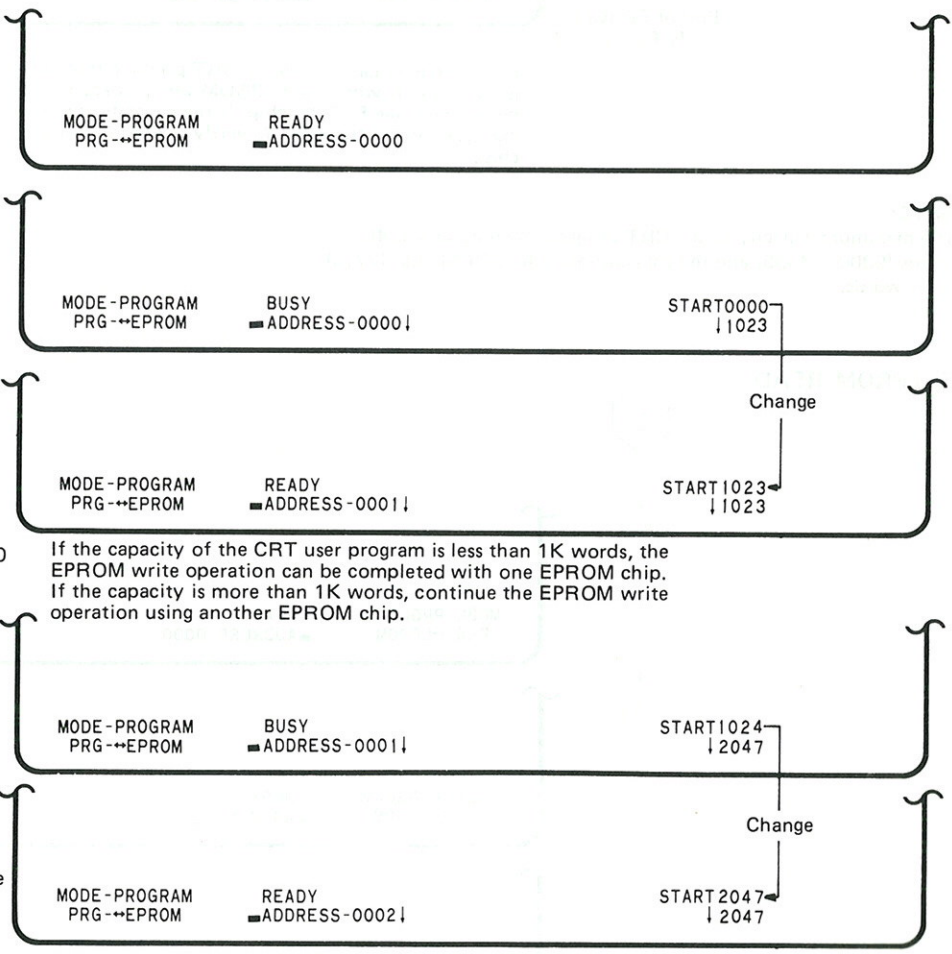 MODE-PROGRAM READY
PRG-↔EPROM ▬ADDRESS-0000
MODE-PROGRAM BUSY START0000
PRG-↔EPROM ▬ADDRESS-0000↓ ↓1023
Change
MODE-PROGRAM READY START1023
PRG-↔EPROM ▬ADDRESS-0001↓ ↓1023
If the capacity of the CRT user program is less than 1K words, the
EPROM write operation can be completed with one EPROM chip.
If the capacity is more than 1K words, continue the EPROM write
operation using another EPROM chip.
MODE-PROGRAM BUSY START1024
PRG-↔EPROM ▬ADDRESS-0001↓ ↓2047
Change
MODE-PROGRAM READY START2047
PRG-↔EPROM ▬ADDRESS-0002↓ ↓2047